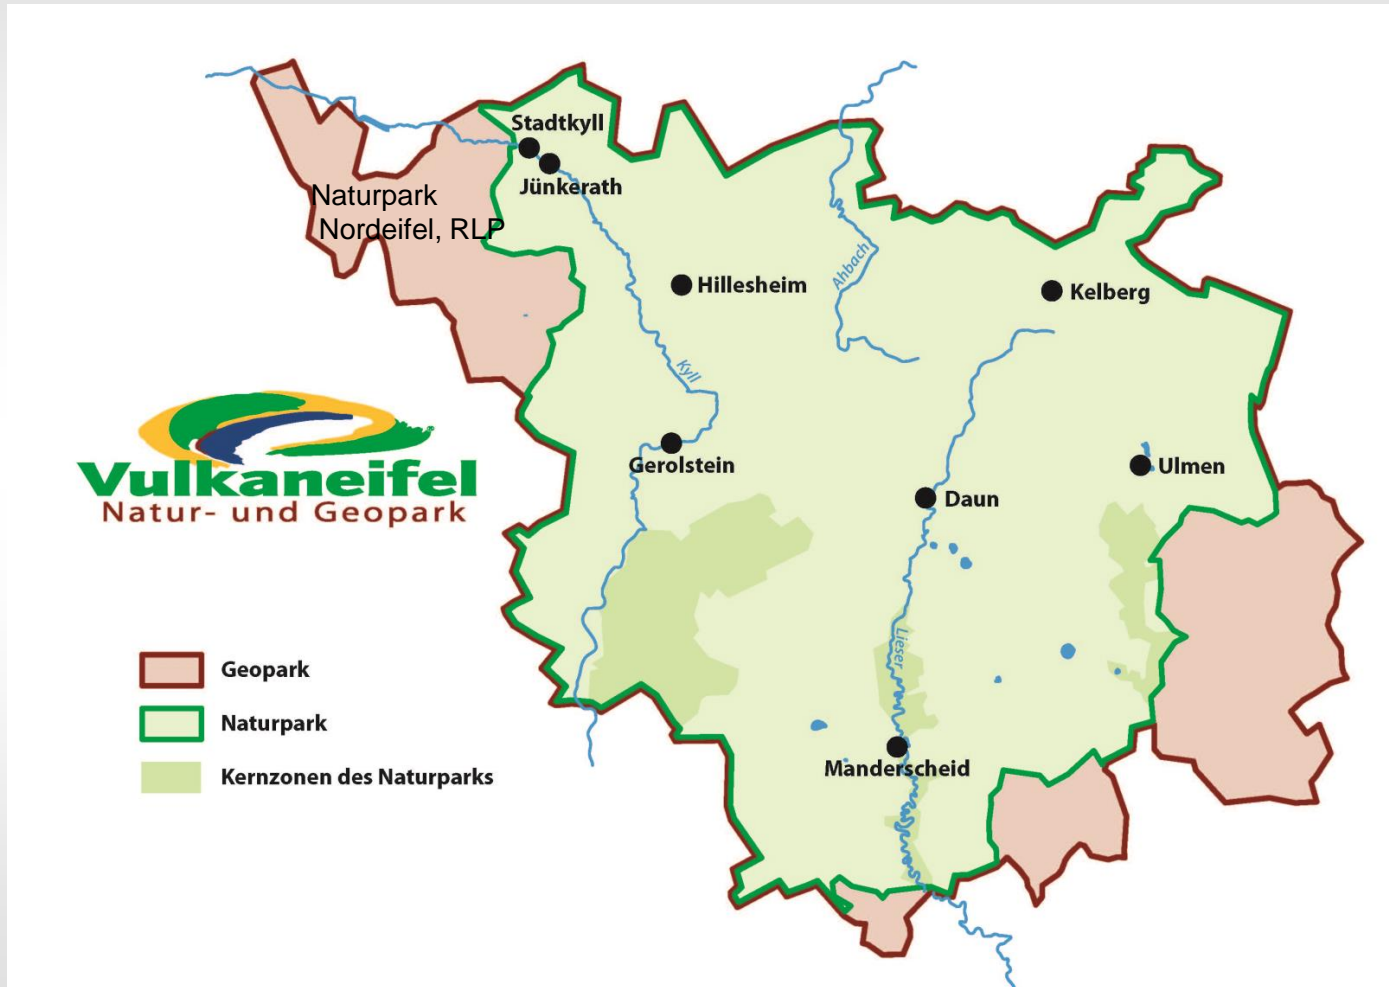 Stadtkyll
Jünkerath
Naturpark
Nordeifel, RLP
Ahbach
Hillesheim
Kelberg
Kyll
Vulkaneifel
Natur- und Geopark
Gerolstein
Ulmen
Daun
Lieser
Geopark
Naturpark
Kernzonen des Naturparks
Manderscheid